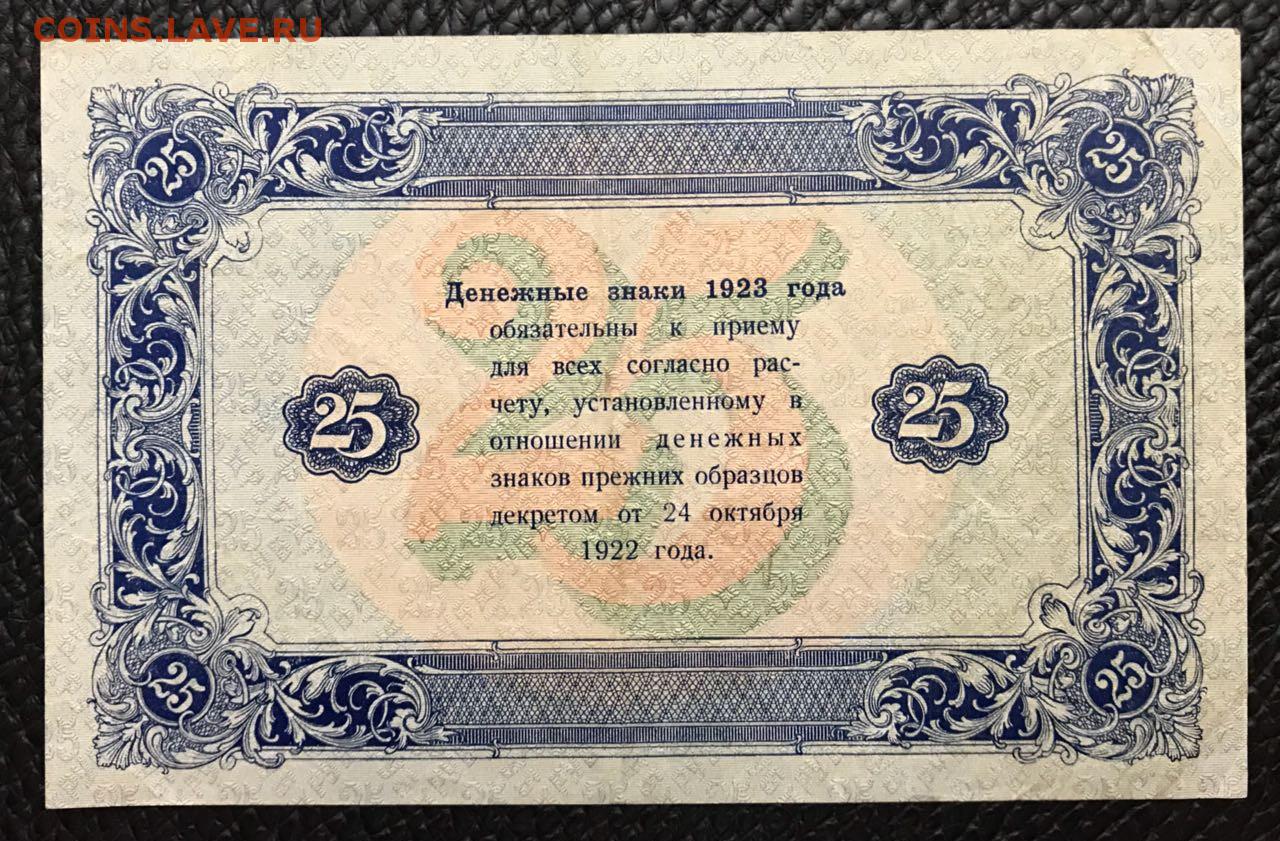 COINS.LAVE.RU
25 25
Денежные знаки 1923 года
обязательны к приему
для всех согласно рас-
чету, установленному в
отношении денежных
знаков прежних образцов
декретом от 24 октября
1922 года.
25 25
25
25 25